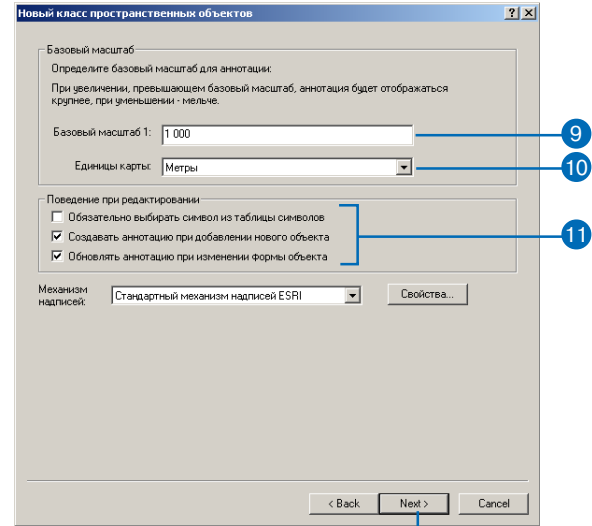 Новый класс пространственных объектов
Базовый масштаб
Определите базовый масштаб для аннотации:
При увеличении, превышающем базовый масштаб, аннотация будет отображаться
крупнее, при уменьшении - мельче.
Базовый масштаб 1: 1 000
9
Единицы карты: Метры
10
Поведение при редактировании
Обязательно выбирать символ из таблицы символов
Создавать аннотацию при добавлении нового объекта
11
Обновлять аннотацию при изменении формы объекта
Механизм
надписей: Стандартный механизм надписей ESRI
Свойства...
< Back Next > Cancel